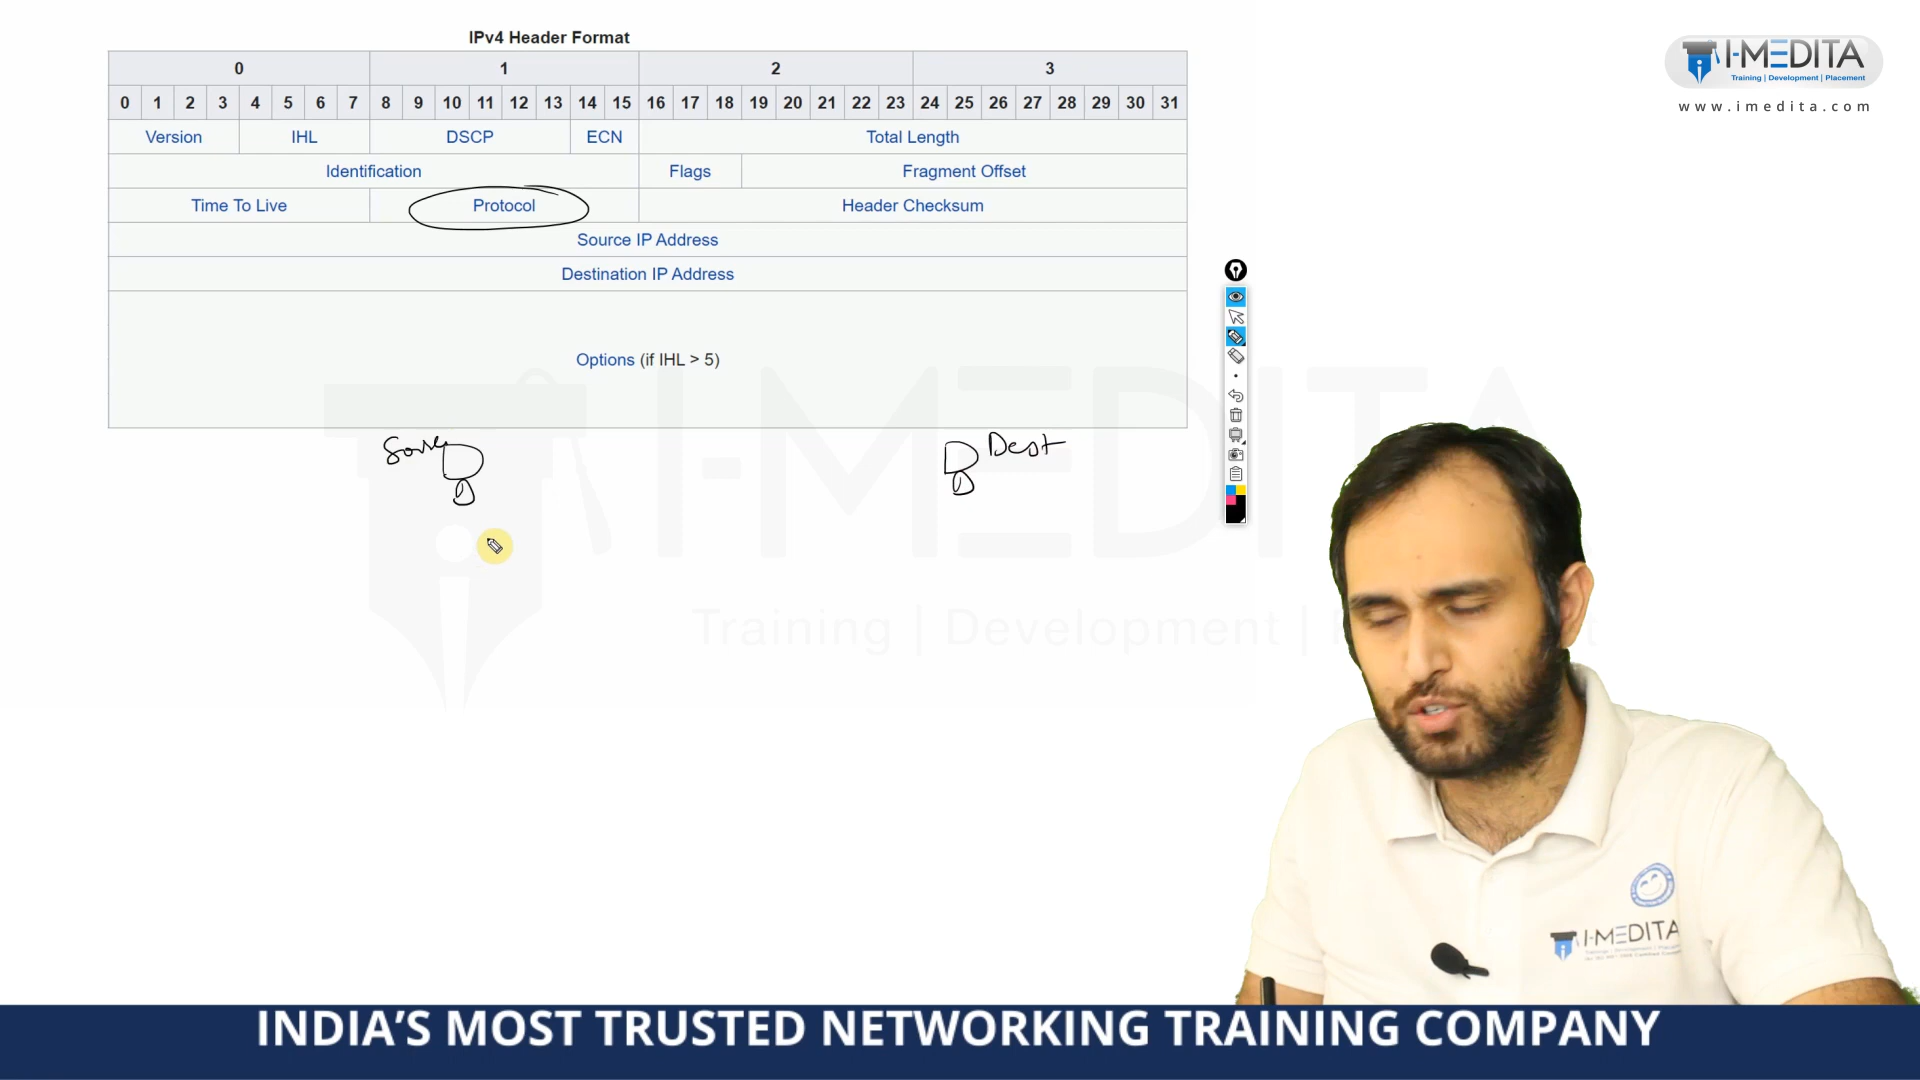 IPv4 Header Format
0 1 2 3
0 1 2 3 4 5 6 7 8 9 10 11 12 13 14 15 16 17 18 19 20 21 22 23 24 25 26 27 28 29 30 31
Version IHL DSCP ECN Total Length
Identification Flags Fragment Offset
Time To Live Protocol Header Checksum
Source IP Address
Destination IP Address
Options (if IHL > 5)
Dest
I-MEDITA
Training | Development | Placement
www.imedita.com
I-MEDITA
Training | Development |
I-MEDITA
INDIA'S MOST TRUSTED NETWORKING TRAINING COMPANY